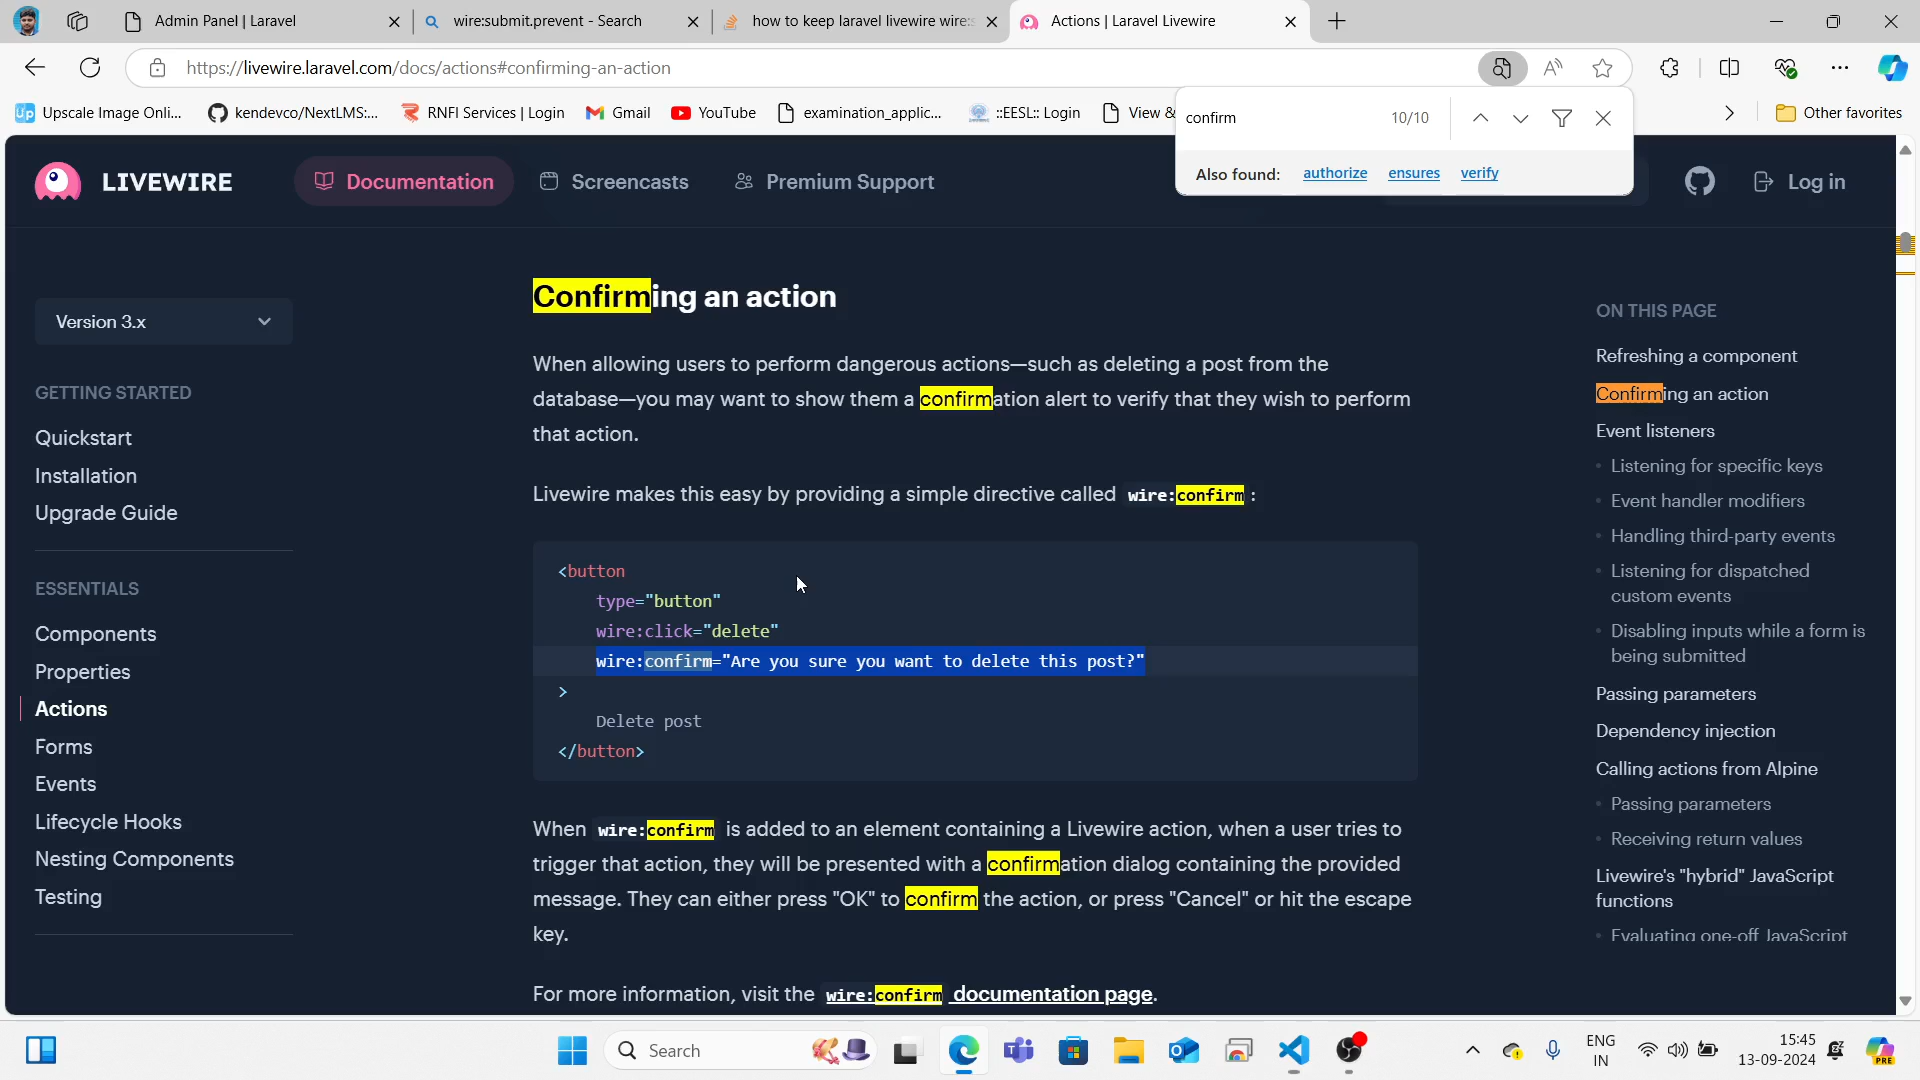 Admin Panel | Laravel
wire:submit.prevent - Search
how to keep laravel livewire wire:s
Actions | Laravel Livewire
https://livewire.laravel.com/docs/actions#confirming-an-action
Upscale Image Onli...
kendevco/NextLMS:...
RNFI Services | Login
Gmail
YouTube
examination_applic...
::EESL:: Login
View &
Other favorites
confirm
10/10
Also found: authorize ensures verify
LIVEWIRE
Documentation
Screencasts
Premium Support
Log in
Version 3.x
GETTING STARTED
Quickstart
Installation
Upgrade Guide
ESSENTIALS
Components
Properties
Actions
Forms
Events
Lifecycle Hooks
Nesting Components
Testing
Confirming an action
When allowing users to perform dangerous actions—such as deleting a post from the
database—you may want to show them a confirmation alert to verify that they wish to perform
that action.
Livewire makes this easy by providing a simple directive called wire:confirm :
<button
type="button"
wire:click="delete"
wire:confirm="Are you sure you want to delete this post?"
>
Delete post
</button>
When wire:confirm is added to an element containing a Livewire action, when a user tries to
trigger that action, they will be presented with a confirmation dialog containing the provided
message. They can either press "OK" to confirm the action, or press "Cancel" or hit the escape
key.
For more information, visit the wire:confirm documentation page.
ON THIS PAGE
Refreshing a component
Confirming an action
Event listeners
Listening for specific keys
Event handler modifiers
Handling third-party events
Listening for dispatched
custom events
Disabling inputs while a form is
being submitted
Passing parameters
Dependency injection
Calling actions from Alpine
Passing parameters
Receiving return values
Livewire's "hybrid" JavaScript
functions
Evaluating one-off JavaScript
Search
ENG
IN
15:45
13-09-2024
PRE